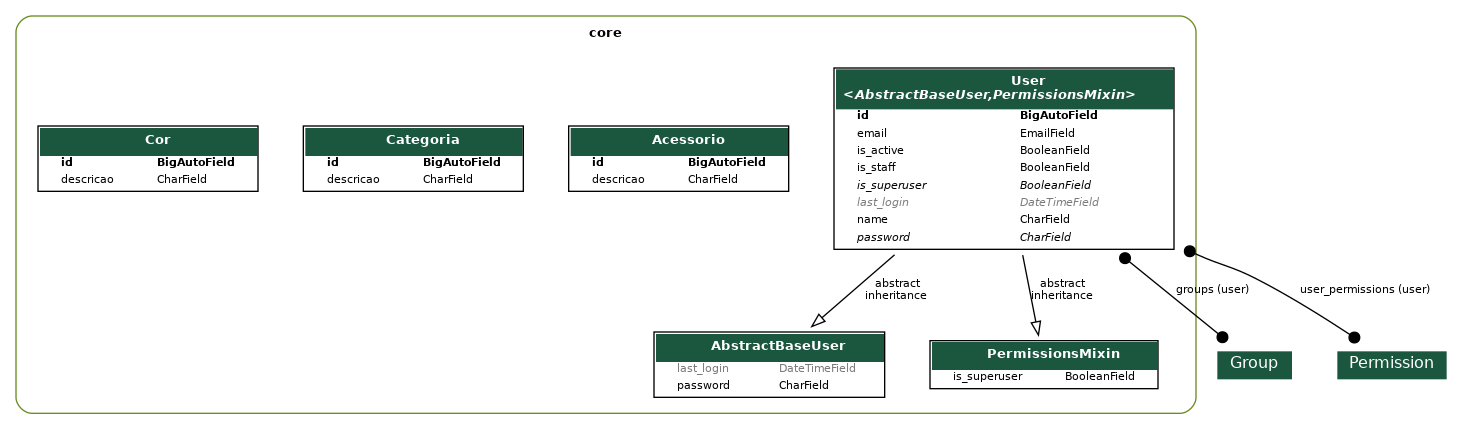 core
Cor
id BigAutoField
descricao CharField
Categoria
id BigAutoField
descricao CharField
Acessorio
id BigAutoField
descricao CharField
User
<AbstractBaseUser,PermissionsMixin>
id BigAutoField
email EmailField
is_active BooleanField
is_staff BooleanField
is_superuser BooleanField
last_login DateTimeField
name CharField
password CharField
abstract
inheritance
abstract
inheritance
groups (user)
user_permissions (user)
AbstractBaseUser
last_login DateTimeField
password CharField
PermissionsMixin
is_superuser BooleanField
Group
Permission